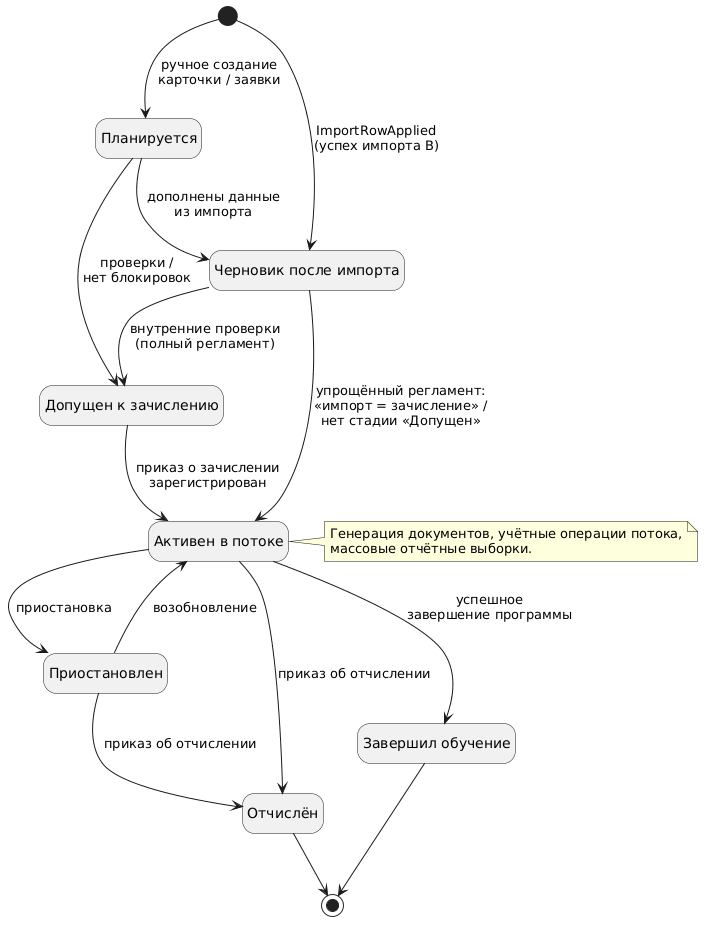 ручное создание
карточки / заявки
ImportRowApplied
(успех импорта B)
Планируется
дополнены данные
из импорта
проверки /
нет блокировок
Черновик после импорта
внутренние проверки
(полный регламент)
упрощённый регламент:
«импорт = зачисление» /
нет стадии «Допущен»
Допущен к зачислению
приказ о зачислении
зарегистрирован
Активен в потоке
Генерация документов, учётные операции потока,
массовые отчётные выборки.
приостановка
возобновление
успешное
завершение программы
Приостановлен
приказ об отчислении
приказ об отчислении
Завершил обучение
Отчислён